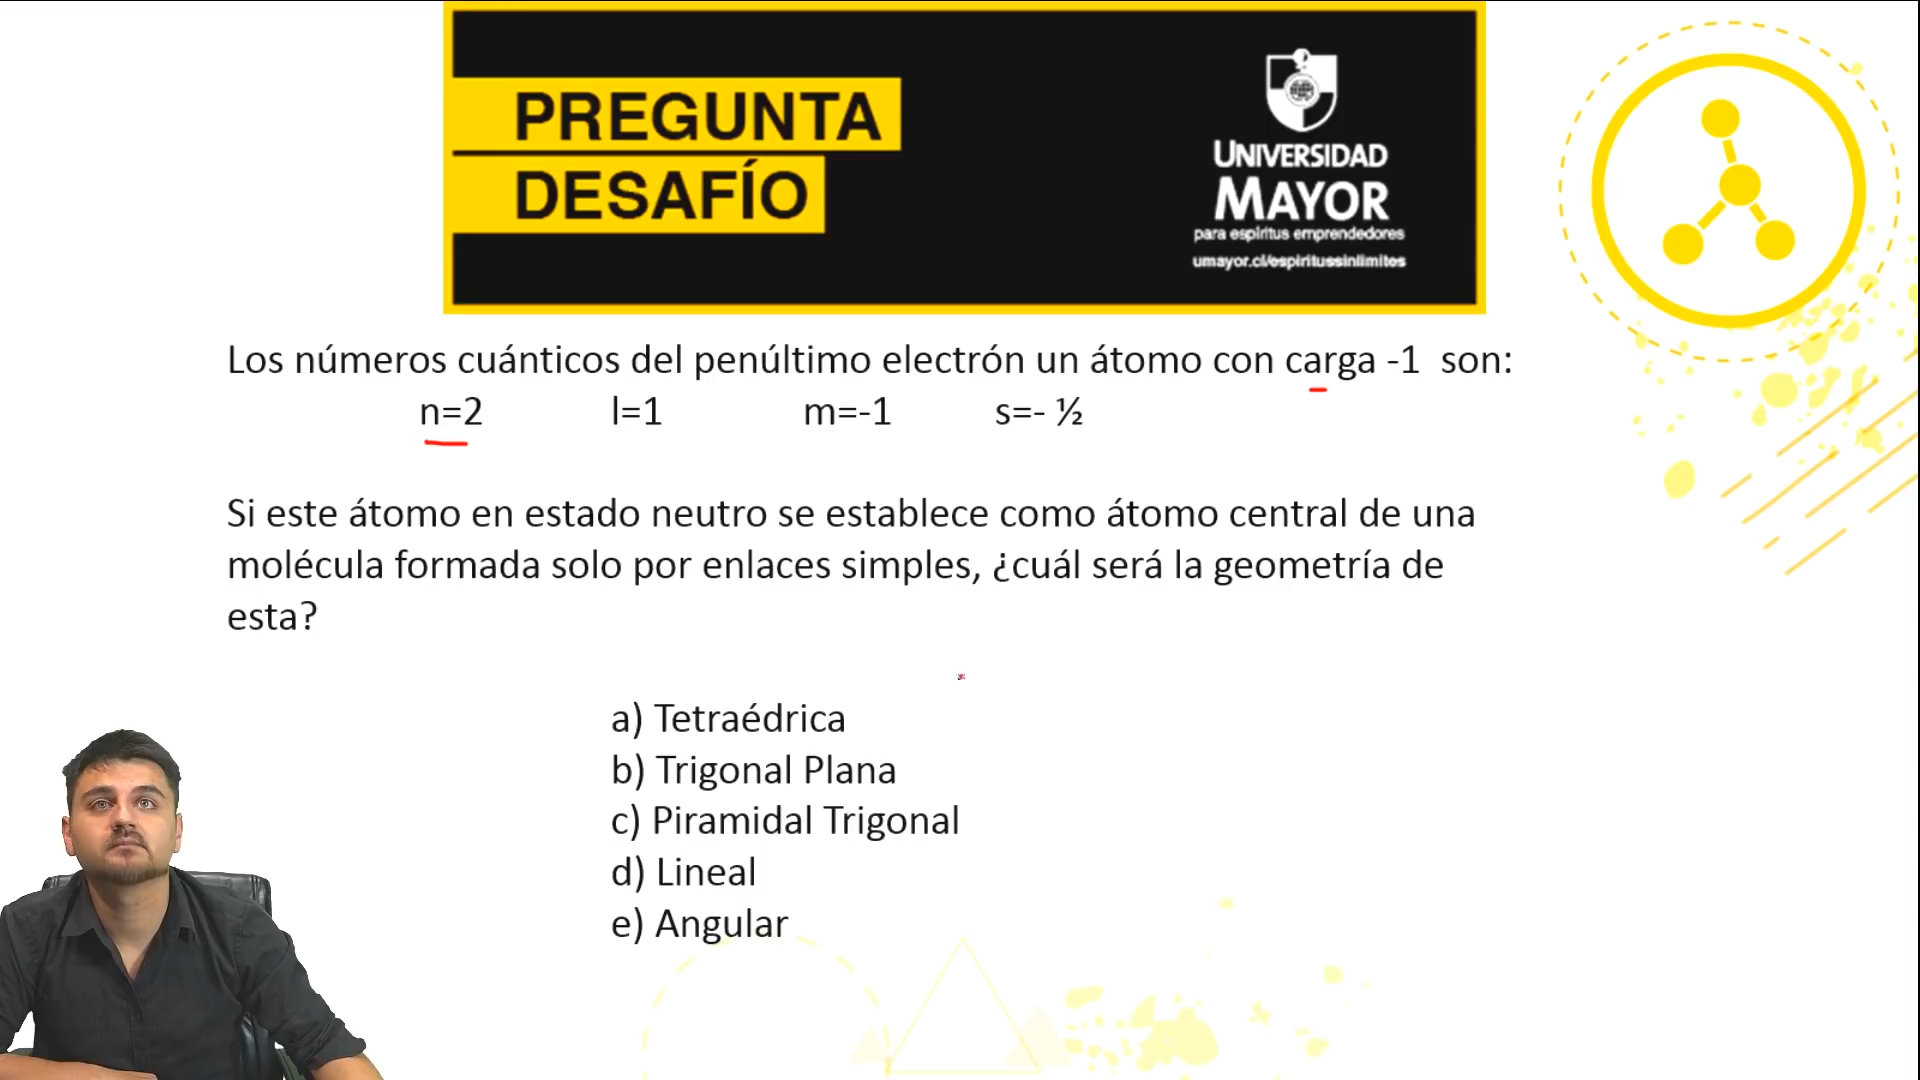 PREGUNTA
DESAFÍO
UNIVERSIDAD
MAYOR
para espíritus emprendedores
umayor.cl/espiritussinlimites
Los números cuánticos del penúltimo electrón un átomo con carga -1 son:
n=2 l=1 m=-1 s=- ½
Si este átomo en estado neutro se establece como átomo central de una
molécula formada solo por enlaces simples, ¿cuál será la geometría de
esta?
a) Tetraédrica
b) Trigonal Plana
c) Piramidal Trigonal
d) Lineal
e) Angular